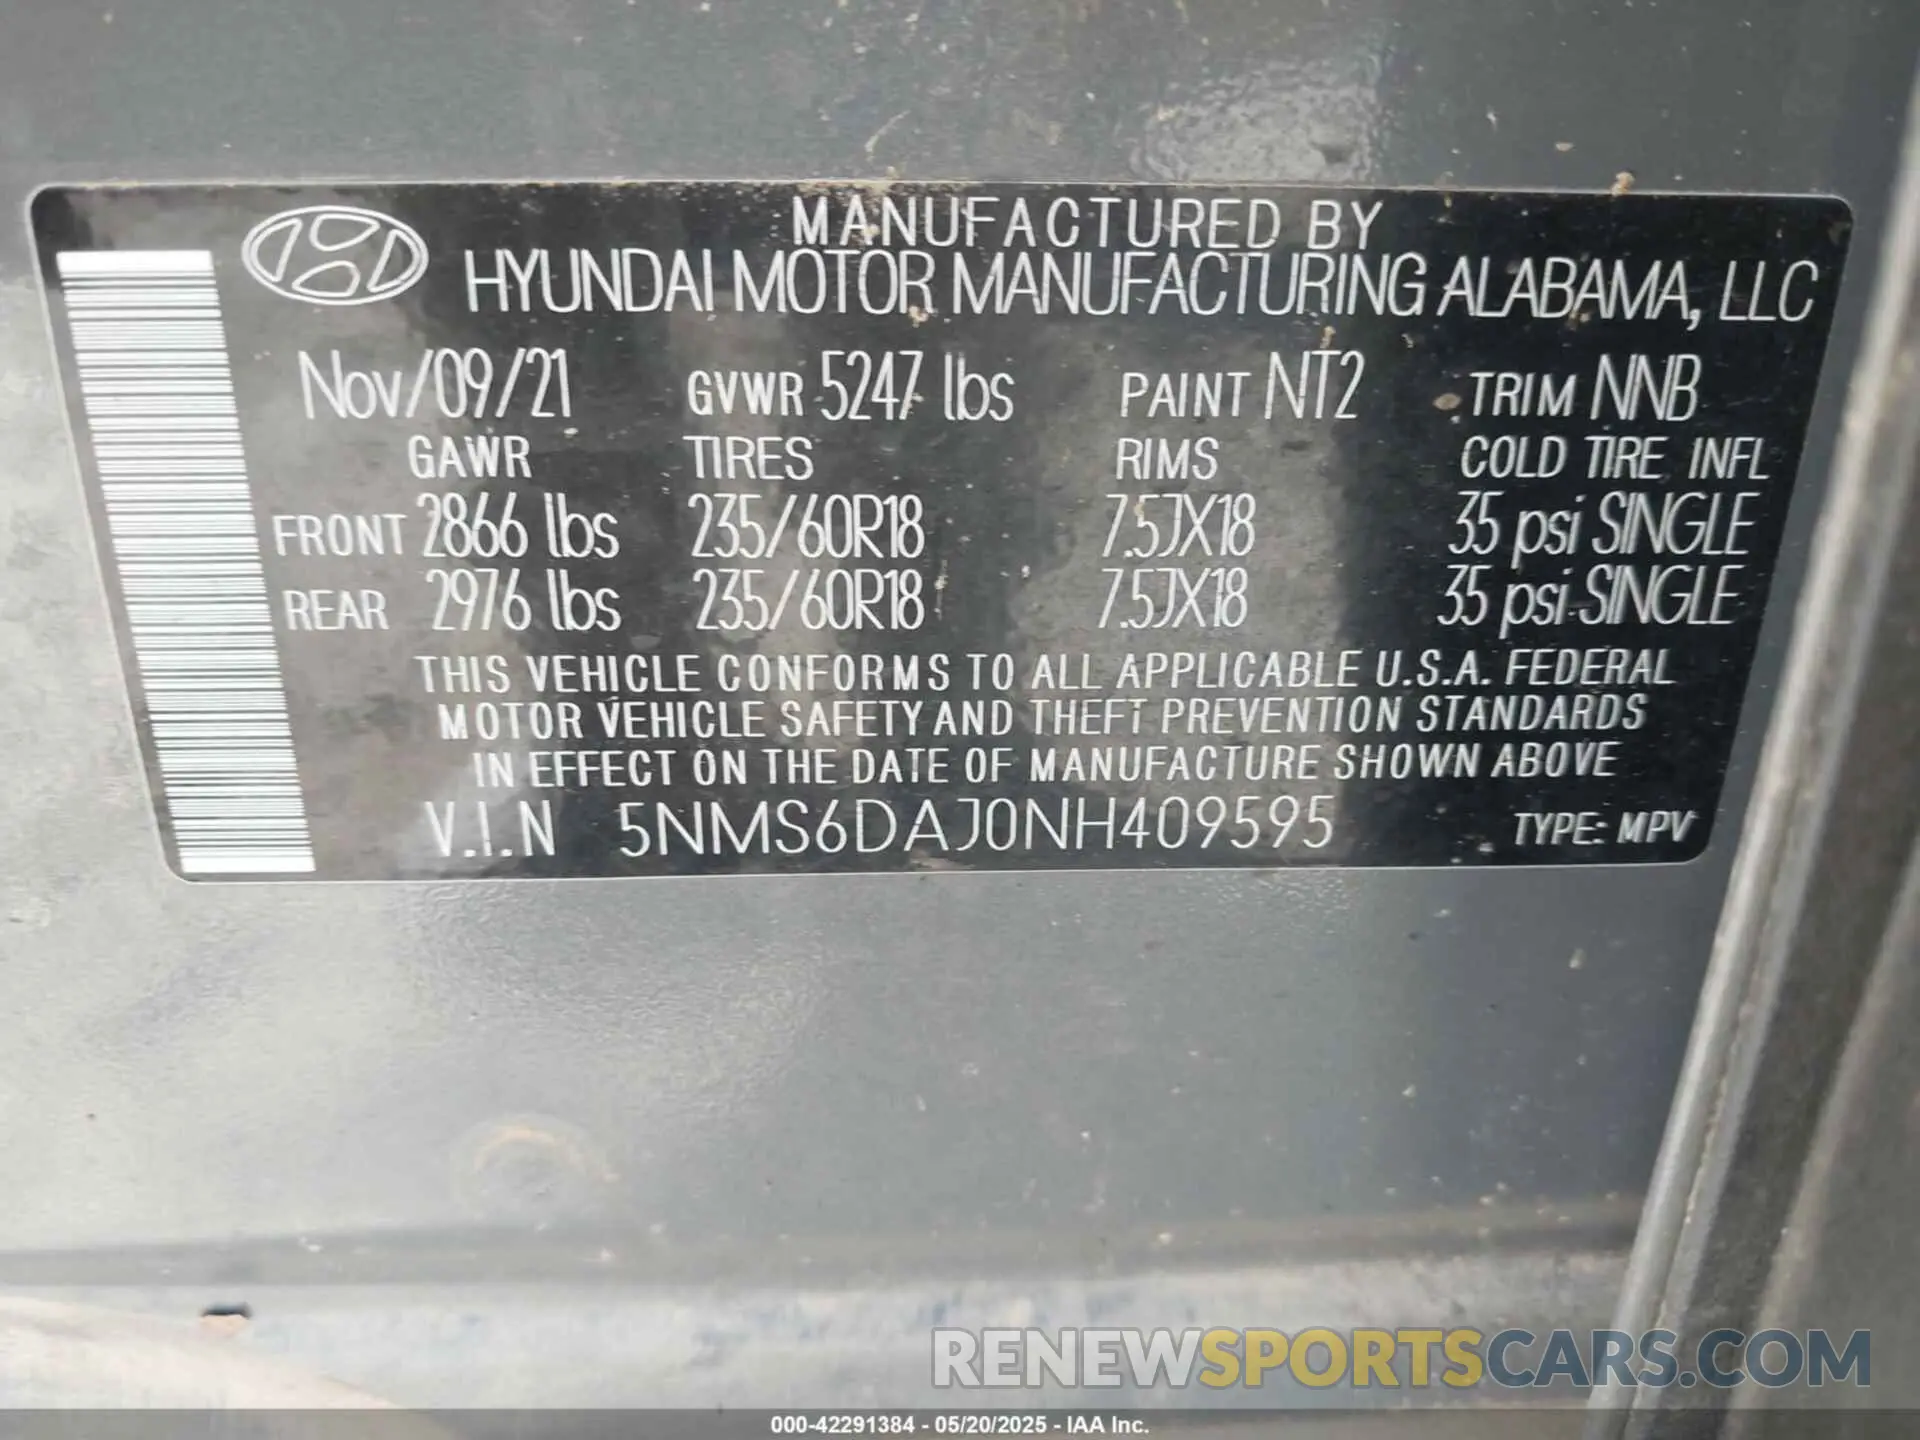 MANUFACTURED BY
HYUNDAI MOTOR MANUFACTURING ALABAMA, LLC
Nov/09/21 GVWR 5247 lbs PAINT NT2 TRIM NNB
GAWR TIRES RIMS COLD TIRE INFL
FRONT 2866 lbs 235/60R18 7.5JX18 35 psi SINGLE
REAR 2976 lbs 235/60R18 7.5JX18 35 psi SINGLE
THIS VEHICLE CONFORMS TO ALL APPLICABLE U.S.A. FEDERAL
MOTOR VEHICLE SAFETY AND THEFT PREVENTION STANDARDS
IN EFFECT ON THE DATE OF MANUFACTURE SHOWN ABOVE
V.I.N 5NMS6DAJ0NH409595 TYPE: MPV
RENEWSPORTSCARS.COM
000-42291384 - 05/20/2025 - IAA Inc.